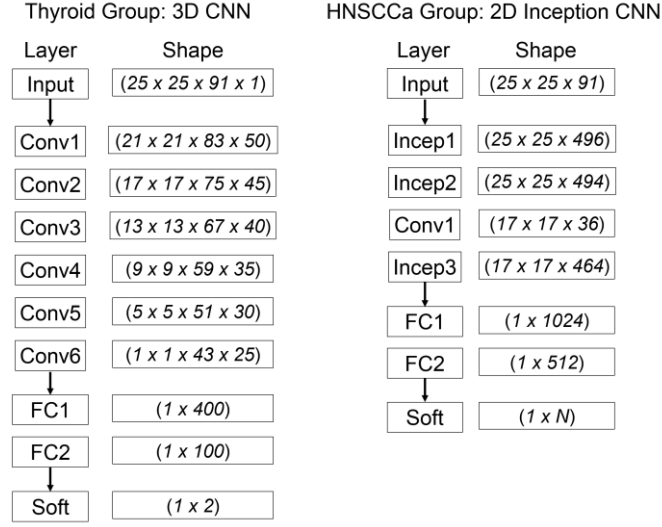 Thyroid Group: 3D CNN
Layer Shape
Input (25 x 25 x 91 x 1)
Conv1 (21 x 21 x 83 x 50)
Conv2 (17 x 17 x 75 x 45)
Conv3 (13 x 13 x 67 x 40)
Conv4 (9 x 9 x 59 x 35)
Conv5 (5 x 5 x 51 x 30)
Conv6 (1 x 1 x 43 x 25)
FC1 (1 x 400)
FC2 (1 x 100)
Soft (1 x 2)
HNSCCa Group: 2D Inception CNN
Layer Shape
Input (25 x 25 x 91)
Incep1 (25 x 25 x 496)
Incep2 (25 x 25 x 494)
Conv1 (17 x 17 x 36)
Incep3 (17 x 17 x 464)
FC1 (1 x 1024)
FC2 (1 x 512)
Soft (1 x N)